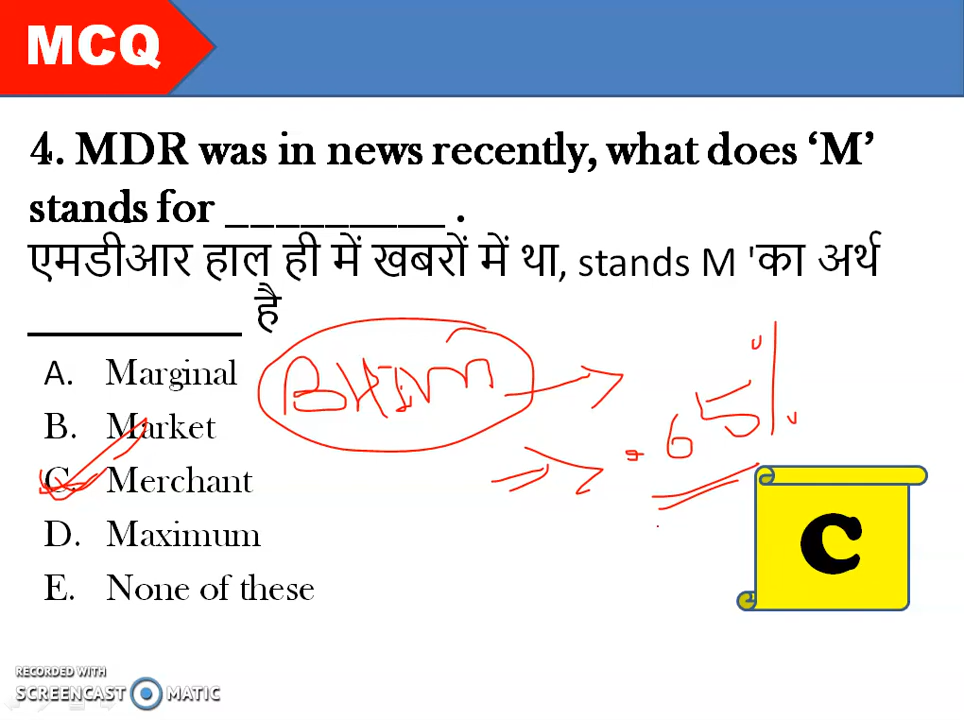 MCQ
4. MDR was in news recently, what does ‘M’
stands for _________ .
एमडीआर हाल ही में खबरों में था, stands M 'का अर्थ
__________ है
A. Marginal
B. Market
C. Merchant
D. Maximum
E. None of these
BHIM
.65%
C
RECORDED WITH
SCREENCAST MATIC